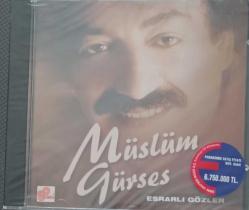 Müslüm
Gürses
ESRARLI GÖZLER
6.750.000 TL.